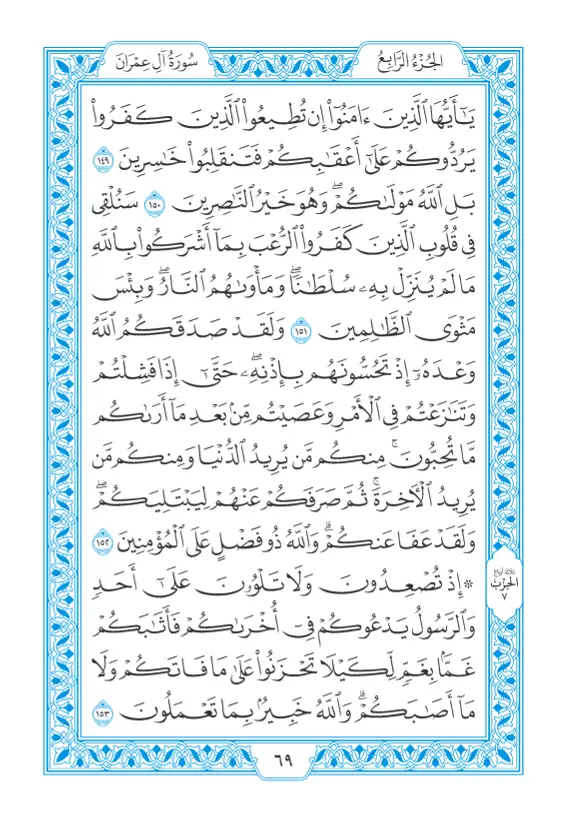 الجُزْءُ الرَّابِعُ
سُورَةُ آلِ عِمْرَانَ
يَـٰٓأَيُّهَا ٱلَّذِينَ ءَامَنُوٓا۟ إِن تُطِيعُوا۟ ٱلَّذِينَ كَفَرُوا۟
يَرُدُّوكُمْ عَلَىٰٓ أَعْقَـٰبِكُمْ فَتَنقَلِبُوا۟ خَـٰسِرِينَ ١٤٩
بَلِ ٱللَّهُ مَوْلَىٰكُمْ ۖ وَهُوَ خَيْرُ ٱلنَّـٰصِرِينَ ١٥٠ سَنُلْقِى
فِى قُلُوبِ ٱلَّذِينَ كَفَرُوا۟ ٱلرُّعْبَ بِمَآ أَشْرَكُوا۟ بِٱللَّهِ
مَا لَمْ يُنَزِّلْ بِهِۦ سُلْطَـٰنًا ۖ وَمَأْوَىٰهُمُ ٱلنَّارُ ۖ وَبِئْسَ
مَثْوَى ٱلظَّـٰلِمِينَ ١٥١ وَلَقَدْ صَدَقَكُمُ ٱللَّهُ
وَعْدَهُۥٓ إِذْ تَحُسُّونَهُم بِإِذْنِهِۦ ۖ حَتَّىٰٓ إِذَا فَشِلْتُمْ
وَتَنَـٰزَعْتُمْ فِى ٱلْأَمْرِ وَعَصَيْتُم مِّنۢ بَعْدِ مَآ أَرَىٰكُم
مَّا تُحِبُّونَ ۚ مِنكُم مَّن يُرِيدُ ٱلدُّنْيَا وَمِنكُم مَّن
يُرِيدُ ٱلْـَٔاخِرَةَ ۚ ثُمَّ صَرَفَكُمْ عَنْهُمْ لِيَبْتَلِيَكُمْ ۖ
وَلَقَدْ عَفَا عَنكُمْ ۗ وَٱللَّهُ ذُو فَضْلٍ عَلَى ٱلْمُؤْمِنِينَ ١٥٢
۞ إِذْ تُصْعِدُونَ وَلَا تَلْوُۥنَ عَلَىٰٓ أَحَدٍ
ثلاثة أرباع
الحِزْب
٧
وَٱلرَّسُولُ يَدْعُوكُمْ فِىٓ أُخْرَىٰكُمْ فَأَثَـٰبَكُمْ
غَمًّۢا بِغَمٍّ لِّكَيْلَا تَحْزَنُوا۟ عَلَىٰ مَا فَاتَكُمْ وَلَا
مَآ أَصَـٰبَكُمْ ۗ وَٱللَّهُ خَبِيرٌۢ بِمَا تَعْمَلُونَ ١٥٣
٦٩